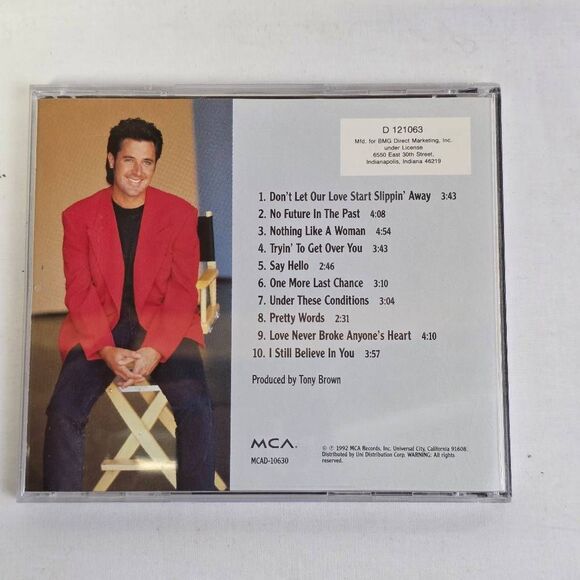 D 121063
Mfd. for BMG Direct Marketing, Inc.
under License
6550 East 30th Street,
Indianapolis, Indiana 46219
1. Don't Let Our Love Start Slippin' Away 3:43
2. No Future In The Past 4:08
3. Nothing Like A Woman 4:54
4. Tryin' To Get Over You 3:43
5. Say Hello 2:46
6. One More Last Chance 3:10
7. Under These Conditions 3:04
8. Pretty Words 2:31
9. Love Never Broke Anyone's Heart 4:10
10. I Still Believe In You 3:57
Produced by Tony Brown
MCA.
MCAD-10630
© ℗ 1992 MCA Records, Inc. Universal City, California 91608.
Distributed by Uni Distribution Corp. WARNING: All rights
reserved.